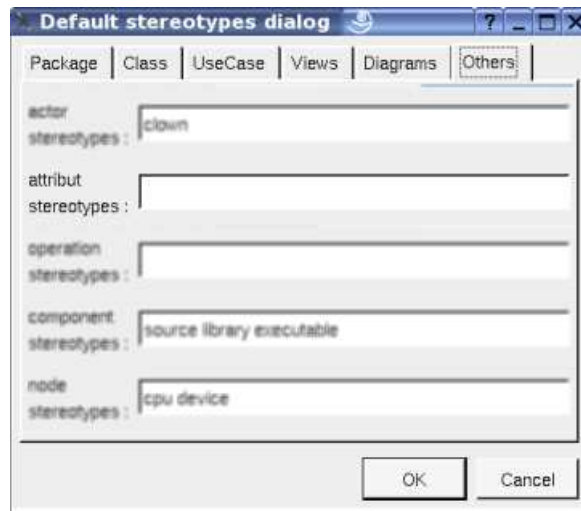 Default stereotypes dialog
Package Class UseCase Views Diagrams Others
actor
stereotypes :
clown
attribut
stereotypes :
operation
stereotypes :
component
stereotypes :
source library executable
node
stereotypes :
cpu device
OK Cancel